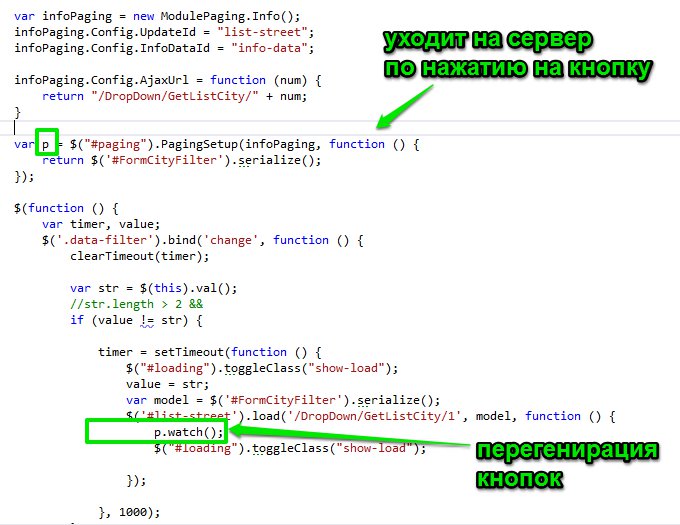 var infoPaging = new ModulePaging.Info();
infoPaging.Config.UpdateId = "list-street";
infoPaging.Config.InfoDataId = "info-data";
уходит на сервер
по нажатию на кнопку
infoPaging.Config.AjaxUrl = function (num) {
return "/DropDown/GetListCity/" + num;
}
var p = $("#paging").PagingSetup(infoPaging, function () {
return $('#FormCityFilter').serialize();
});
$(function () {
var timer, value;
$('.data-filter').bind('change', function () {
clearTimeout(timer);
var str = $(this).val();
//str.length > 2 &&
if (value != str) {
timer = setTimeout(function () {
$("#loading").toggleClass("show-load");
value = str;
var model = $('#FormCityFilter').serialize();
$('#list-street').load('/DropDown/GetListCity/1', model, function () {
p.watch();
$("#loading").toggleClass("show-load");
перегенирация
кнопок
});
}, 1000);